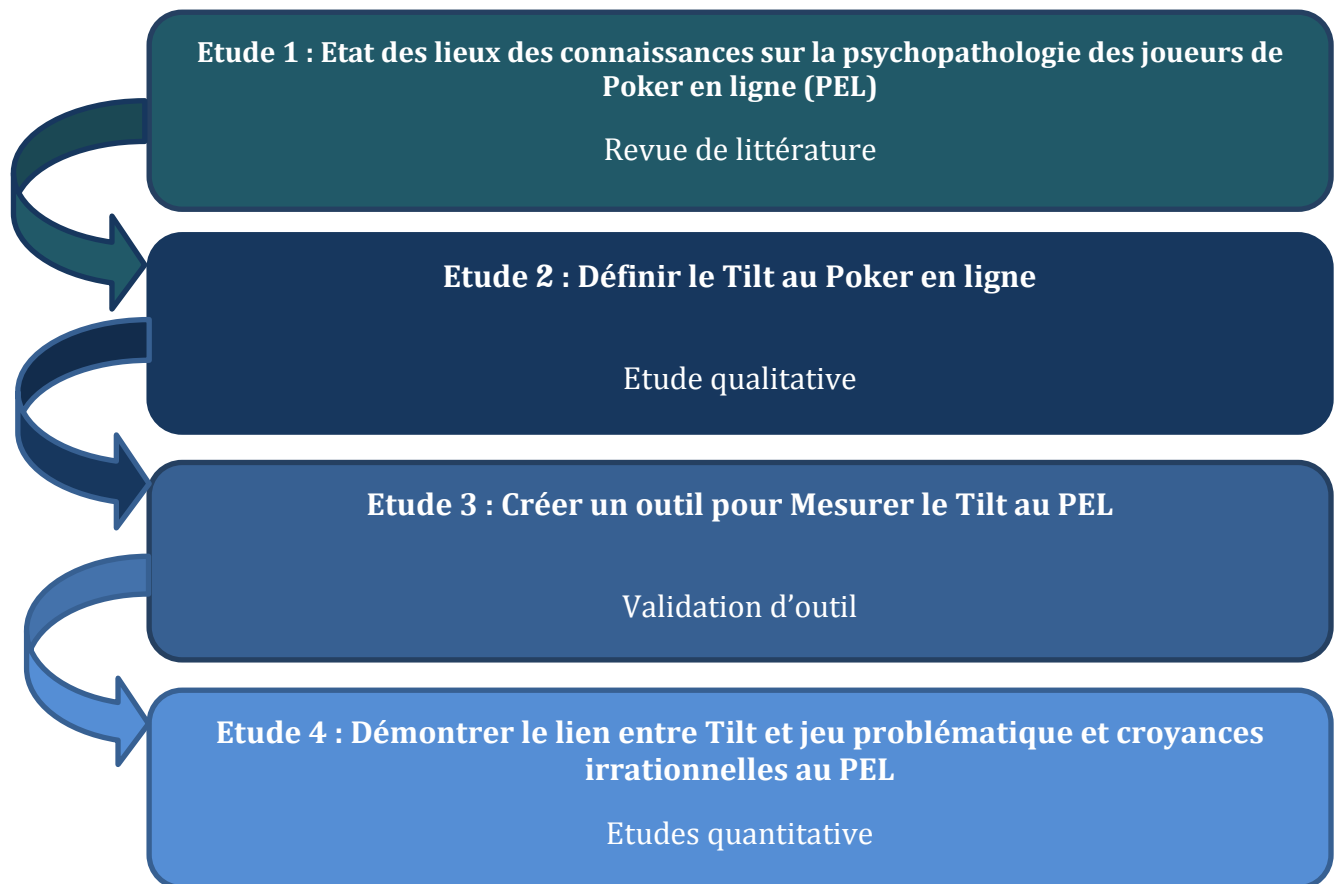 Etude 1 : Etat des lieux des connaissances sur la psychopathologie des joueurs de
Poker en ligne (PEL)
Revue de littérature
Etude 2 : Définir le Tilt au Poker en ligne
Etude qualitative
Etude 3 : Créer un outil pour Mesurer le Tilt au PEL
Validation d'outil
Etude 4 : Démontrer le lien entre Tilt et jeu problématique et croyances
irrationnelles au PEL
Etudes quantitative